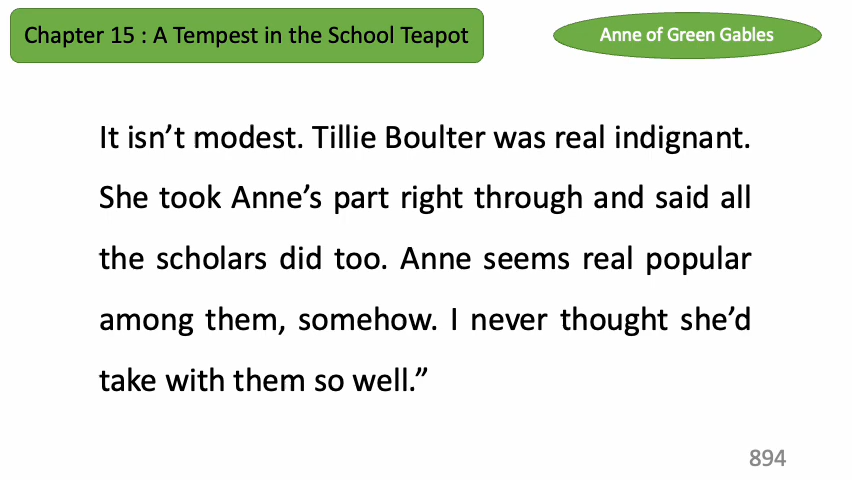 Chapter 15 : A Tempest in the School Teapot
Anne of Green Gables
It isn’t modest. Tillie Boulter was real indignant.
She took Anne’s part right through and said all
the scholars did too. Anne seems real popular
among them, somehow. I never thought she’d
take with them so well.”
894